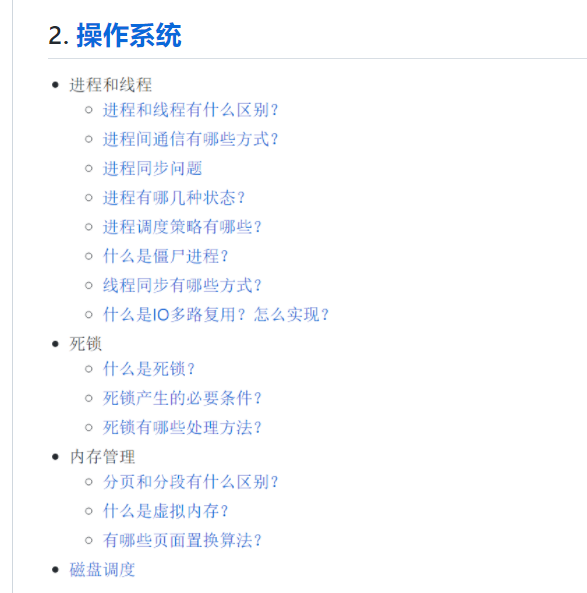 2. 操作系统
进程和线程
进程和线程有什么区别？
进程间通信有哪些方式？
进程同步问题
进程有哪几种状态？
进程调度策略有哪些？
什么是僵尸进程？
线程同步有哪些方式？
什么是IO多路复用？怎么实现？
死锁
什么是死锁？
死锁产生的必要条件？
死锁有哪些处理方法？
内存管理
分页和分段有什么区别？
什么是虚拟内存？
有哪些页面置换算法？
磁盘调度